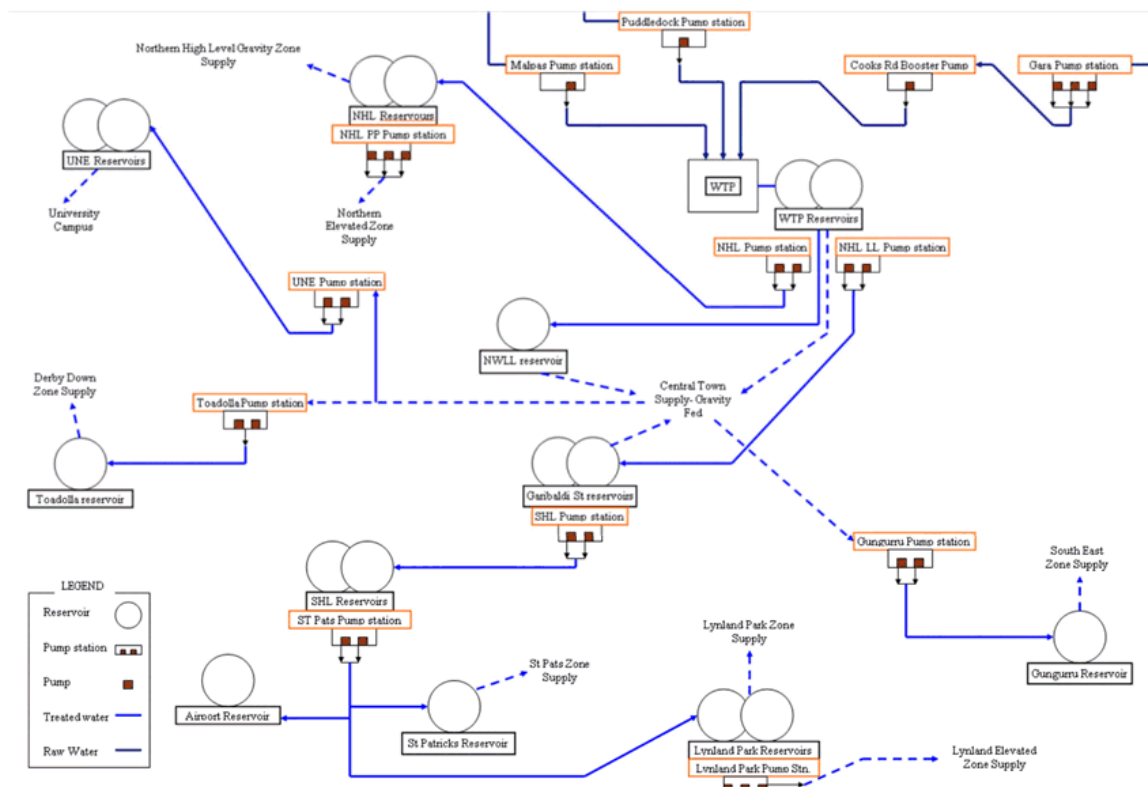 Puddledock Pump station
Northern High Level Gravity Zone
Supply
Malpas Pump station
Cooks Rd Booster Pump
Gara Pump station
NHL Reservours
NHL PP Pump station
UNE Reservoirs
WTP
University
Campus
Northern
Elevated Zone
Supply
WTP Reservoirs
NHL Pump station
NHL LL Pump station
UNE Pump station
NWLL reservoir
Derby Down
Zone Supply
Central Town
Supply- Gravity
Fed
Toadolla Pump station
Toadolla reservoir
Garibaldi St reservoirs
SHL Pump station
Gungurru Pump station
South East
Zone Supply
LEGEND
Reservoir
Pump station
Pump
Treated water
Raw Water
SHL Reservoirs
ST Pats Pump station
Lynland Park Zone
Supply
St Pats Zone
Supply
Gungurru Reservoir
Airport Reservoir
St Patricks Reservoir
Lynland Park Reservoirs
Lynland Park Pump Stn.
Lynland Elevated
Zone Supply